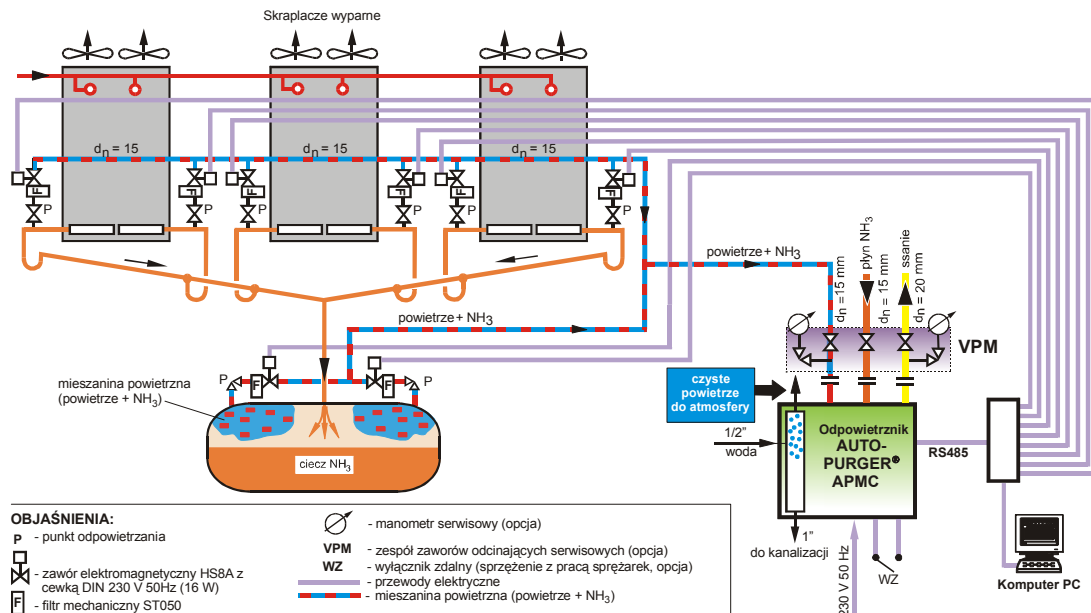 Skraplacze wyparne
dn = 15
dn = 15
dn = 15
F
P
F
P
F
P
F
P
F
P
F
P
powietrze + NH3
dn =15 mm
płyn NH3
dn = 15 mm
ssanie
dn = 20 mm
powietrze + NH3
VPM
mieszanina powietrzna
(powietrze + NH3)
P
F
F
P
ciecz NH3
czyste
powietrze
do atmosfery
1/2"
woda
Odpowietrznik
AUTO-
PURGER®
APMC
RS485
1"
do kanalizacji
230 V 50 Hz
WZ
Komputer PC
OBJAŚNIENIA:
P - punkt odpowietrzania
- zawór elektromagnetyczny HS8A z
cewką DIN 230 V 50Hz (16 W)
F - filtr mechaniczny ST050
- manometr serwisowy (opcja)
VPM - zespół zaworów odcinających serwisowych (opcja)
WZ - wyłącznik zdalny (sprzężenie z pracą sprężarek, opcja)
- przewody elektryczne
- mieszanina powietrzna (powietrze + NH3)